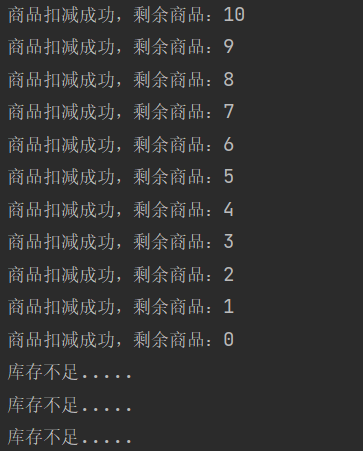 商品扣减成功，剩余商品：10
商品扣减成功，剩余商品：9
商品扣减成功，剩余商品：8
商品扣减成功，剩余商品：7
商品扣减成功，剩余商品：6
商品扣减成功，剩余商品：5
商品扣减成功，剩余商品：4
商品扣减成功，剩余商品：3
商品扣减成功，剩余商品：2
商品扣减成功，剩余商品：1
商品扣减成功，剩余商品：0
库存不足.....
库存不足.....
库存不足.....